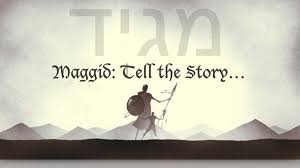 מגיד
Maggid: Tell the Story...